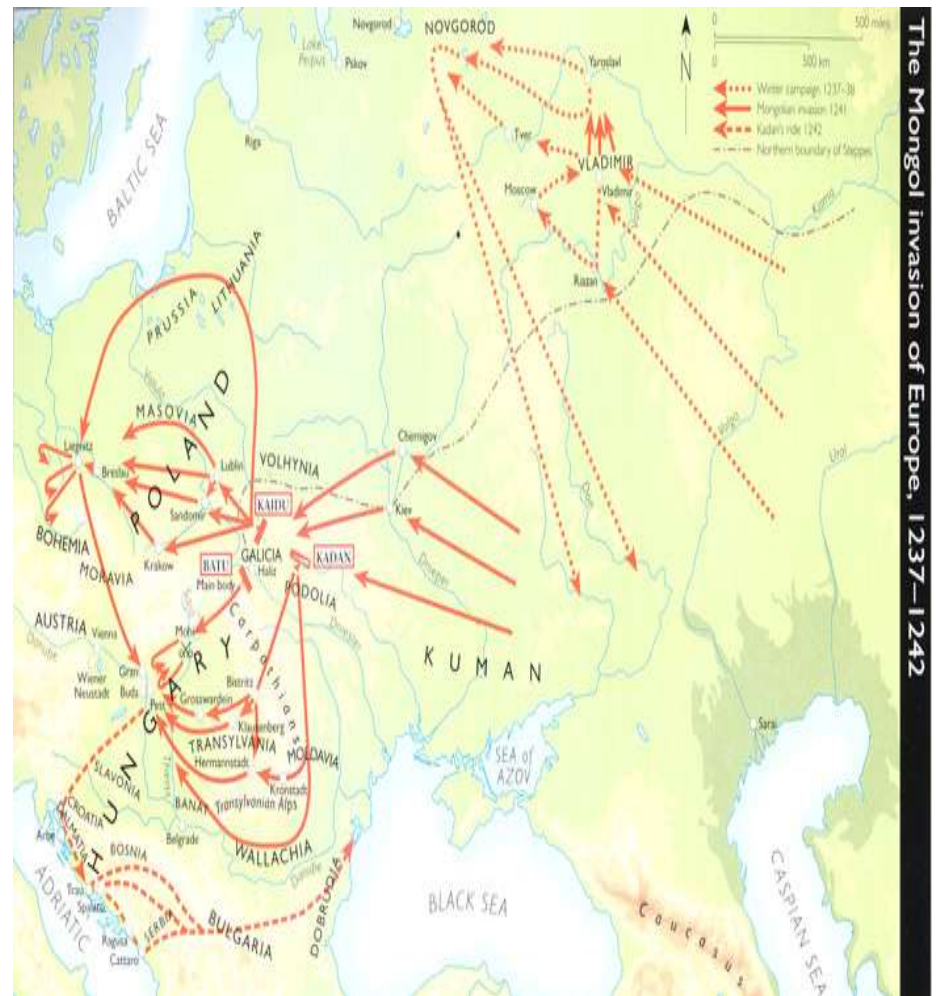 The Mongol invasion of Europe, 1237–1242
0 500 miles
0 500 km
N
Winter campaign 1237–38
Mongolian invasion 1241
Kadan's ride 1242
Northern boundary of Steppes
Novgorod
NOVGOROD
Lake
Pskov
Yaroslavl
Riga
Tver
VLADIMIR
Moscow
Vladimir
Kama
Riazan
BALTIC SEA
LITHUANIA
PRUSSIA
POLAND
MASOVIA
Volga
Ural
Don
Liegnitz
Breslau
Lublin
VOLHYNIA
Chernigov
Sandomir
Kiev
KAIDU
BOHEMIA
MORAVIA
Krakow
BATU
Main body
GALICIA
Haliz
KADAN
PODOLIA
Dnieper
Dniester
Carpathians
KUMAN
AUSTRIA
Vienna
Danube
Wiener
Neustadt
Gran
Buda
Pest
HUNGARY
Grosswardein
Bistritz
Klausenberg
TRANSYLVANIA
Hermannstadt
MOLDAVIA
Kronstadt
Transylvanian Alps
BANAT
SLAVONIA
CROATIA
DALMATIA
Belgrade
WALLACHIA
Danube
BOSNIA
SERBIA
BULGARIA
DOBRUDJA
Arbe
Trau
Spalato
Ragusa
Cattaro
ADRIATIC
SEA of
AZOV
Sarai
BLACK SEA
Caucasus
CASPIAN SEA